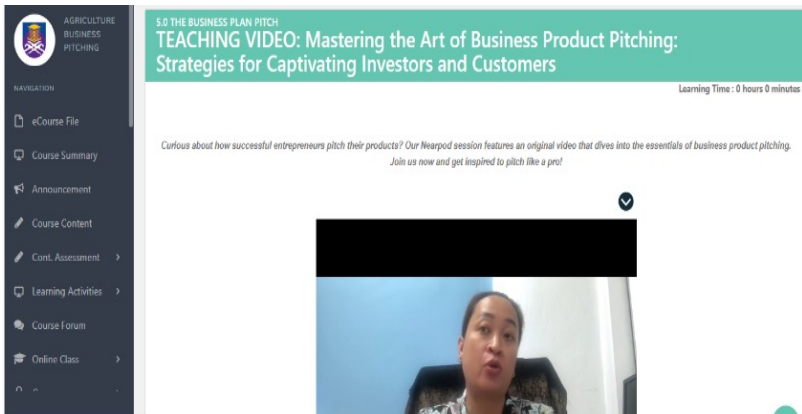 AGRICULTURE
BUSINESS
PITCHING
NAVIGATION
eCourse File
Course Summary
Announcement
Course Content
Cont. Assessment
Learning Activities
Course Forum
Online Class
5.0 THE BUSINESS PLAN PITCH
TEACHING VIDEO: Mastering the Art of Business Product Pitching:
Strategies for Captivating Investors and Customers
Learning Time : 0 hours 0 minutes
Curious about how successful entrepreneurs pitch their products? Our Nearpod session features an original video that dives into the essentials of business product pitching.
Join us now and get inspired to pitch like a pro!